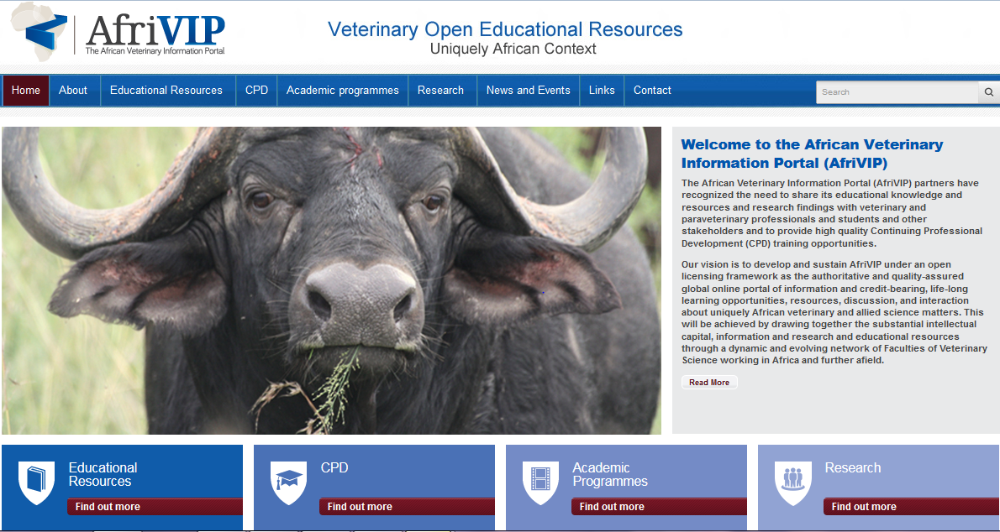 AfriVIP
The African Veterinary Information Portal
Veterinary Open Educational Resources
Uniquely African Context
Home
About
Educational Resources
CPD
Academic programmes
Research
News and Events
Links
Contact
Search
Welcome to the African Veterinary
Information Portal (AfriVIP)
The African Veterinary Information Portal (AfriVIP) partners have
recognized the need to share its educational knowledge and
resources and research findings with veterinary and
paraveterinary professionals and students and other
stakeholders and to provide high quality Continuing Professional
Development (CPD) training opportunities.
Our vision is to develop and sustain AfriVIP under an open
licensing framework as the authoritative and quality-assured
global online portal of information and credit-bearing, life-long
learning opportunities, resources, discussion, and interaction
about uniquely African veterinary and allied science matters. This
will be achieved by drawing together the substantial intellectual
capital, information and research and educational resources
through a dynamic and evolving network of Faculties of Veterinary
Science working in Africa and further afield.
Read More
Educational
Resources
Find out more
CPD
Find out more
Academic
Programmes
Find out more
Research
Find out more